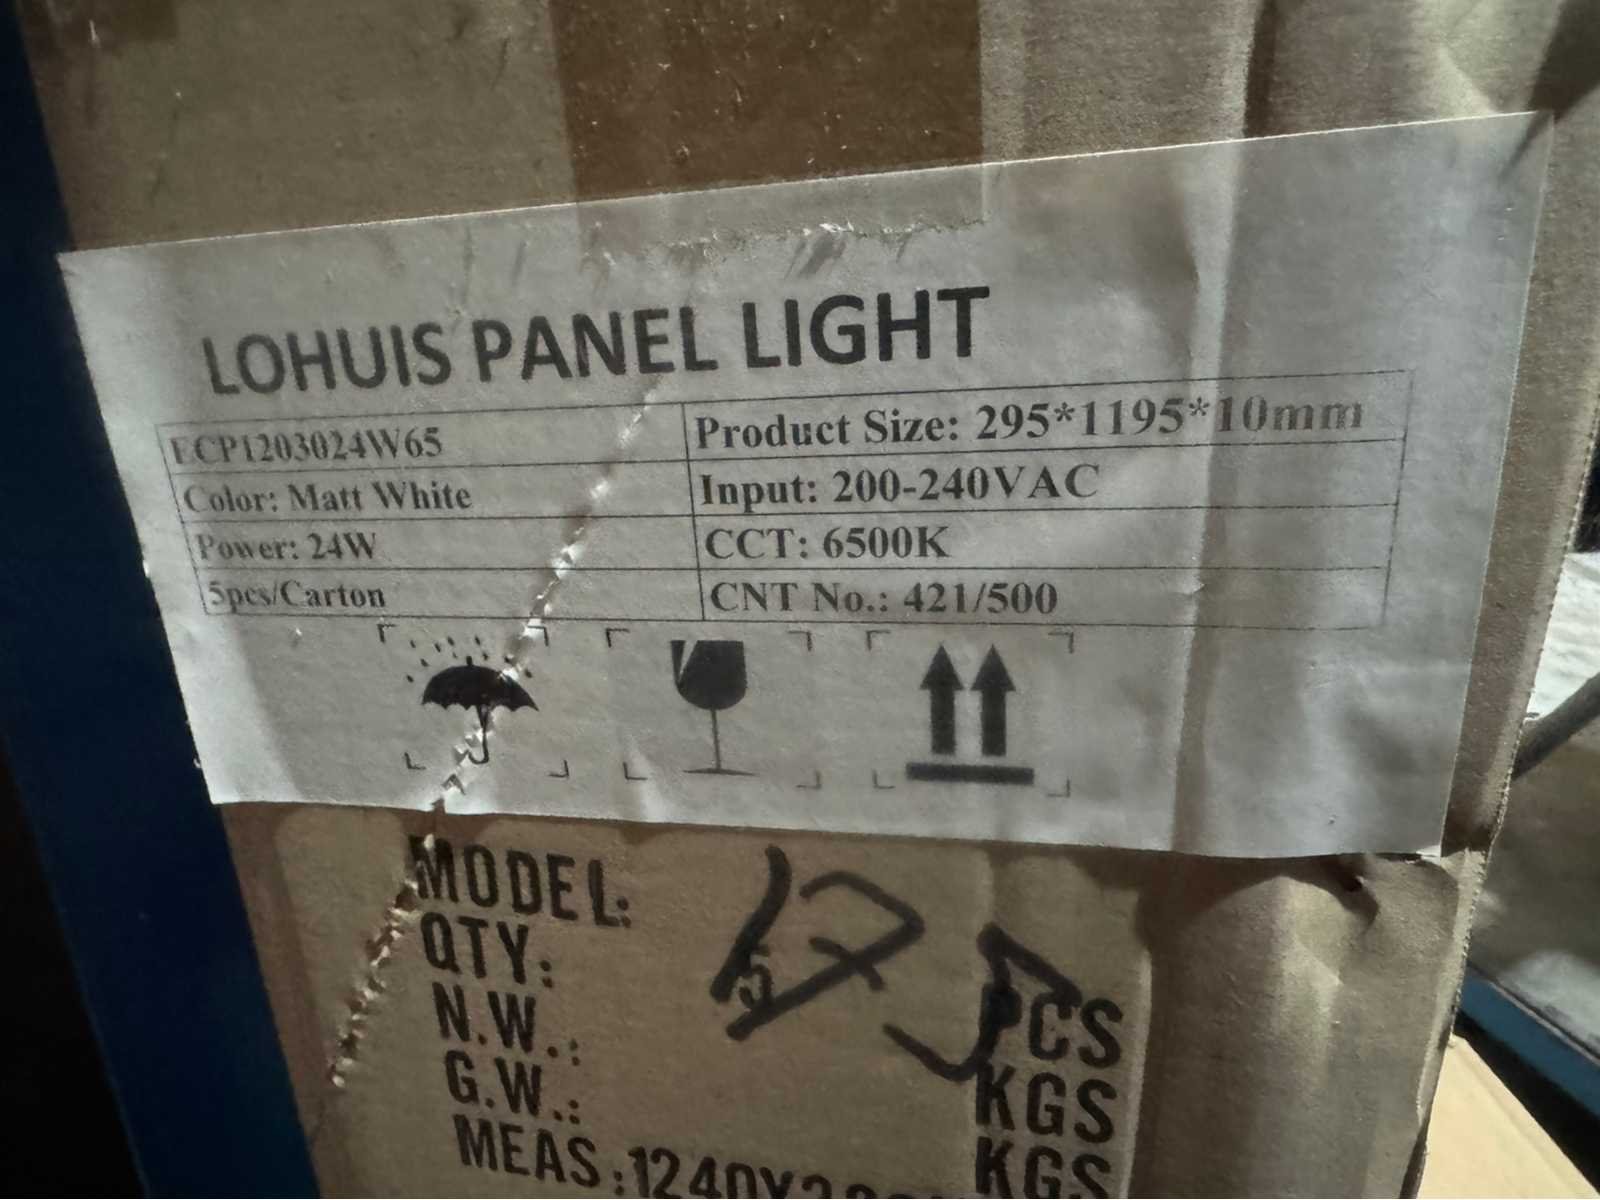 LOHUIS PANEL LIGHT
ECP1203024W65
Product Size: 295*1195*10mm
Color: Matt White
Input: 200-240VAC
Power: 24W
CCT: 6500K
5pcs/Carton
CNT No.: 421/500
MODEL:
QTY: 5 PCS
N.W.: KGS
G.W.: KGS
MEAS.: